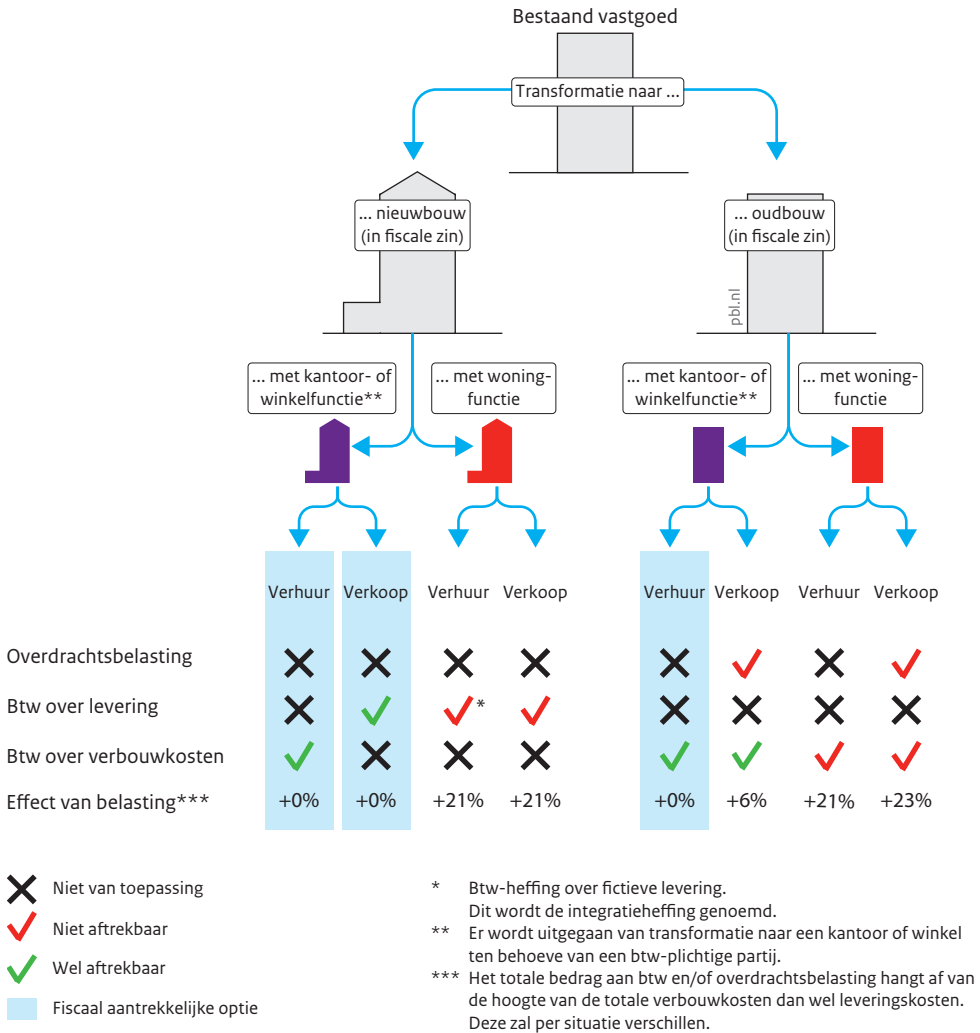 Bestaand vastgoed
Transformatie naar ...
... nieuwbouw
(in fiscale zin)
... oudbouw
(in fiscale zin)
pbl.nl
... met kantoor- of
winkelfunctie**
... met woning-
functie
... met kantoor- of
winkelfunctie**
... met woning-
functie
Verhuur Verkoop Verhuur Verkoop Verhuur Verkoop Verhuur Verkoop
Overdrachtsbelasting
Btw over levering *
Btw over verbouwkosten
Effect van belasting*** +0% +0% +21% +21% +0% +6% +21% +23%
Niet van toepassing
Niet aftrekbaar
Wel aftrekbaar
Fiscaal aantrekkelijke optie
* Btw-heffing over fictieve levering.
Dit wordt de integratieheffing genoemd.
** Er wordt uitgegaan van transformatie naar een kantoor of winkel
ten behoeve van een btw-plichtige partij.
*** Het totale bedrag aan btw en/of overdrachtsbelasting hangt af van
de hoogte van de totale verbouwkosten dan wel leveringskosten.
Deze zal per situatie verschillen.